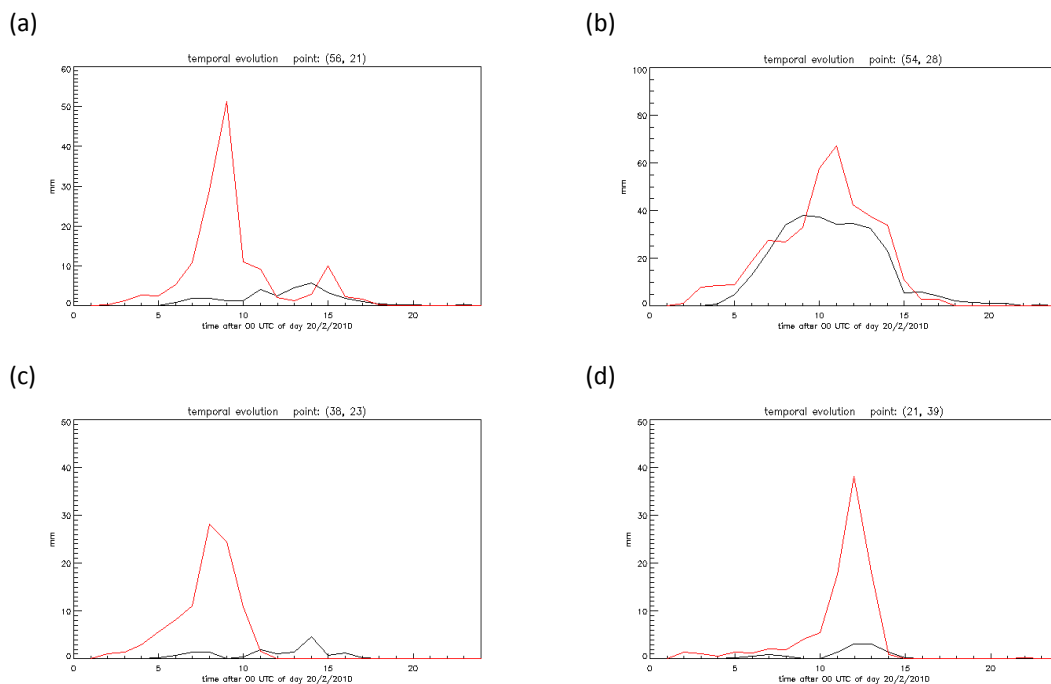 (a)
temporal evolution point: (56, 21)
60
50
40
30
20
10
0
mm
0 5 10 15 20
time after 00 UTC of day 20/2/2010
(b)
temporal evolution point: (54, 28)
100
80
60
40
20
0
mm
0 5 10 15 20
time after 00 UTC of day 20/2/2010
(c)
temporal evolution point: (38, 23)
50
40
30
20
10
0
mm
0 5 10 15 20
time after 00 UTC of day 20/2/2010
(d)
temporal evolution point: (21, 39)
50
40
30
20
10
0
mm
0 5 10 15 20
time after 00 UTC of day 20/2/2010